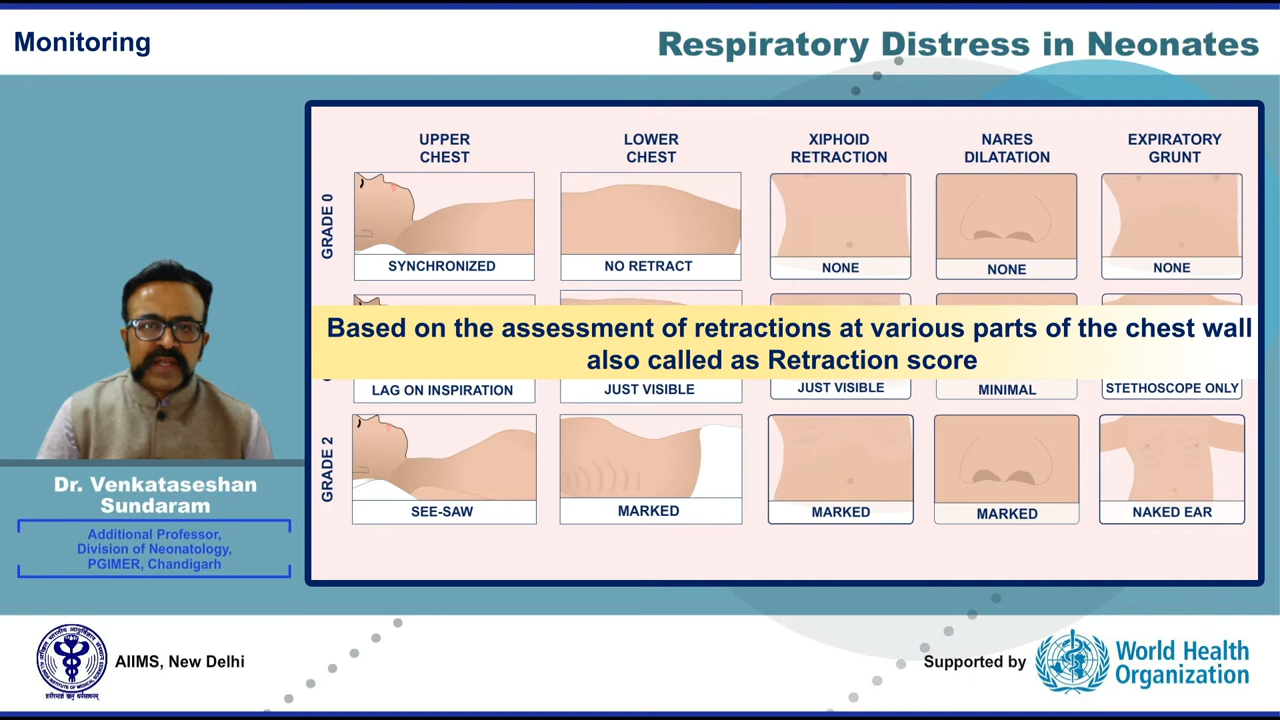 Monitoring
Respiratory Distress in Neonates
UPPER
CHEST
LOWER
CHEST
XIPHOID
RETRACTION
NARES
DILATATION
EXPIRATORY
GRUNT
GRADE 0
SYNCHRONIZED
NO RETRACT
NONE
NONE
NONE
Based on the assessment of retractions at various parts of the chest wall
also called as Retraction score
LAG ON INSPIRATION
JUST VISIBLE
JUST VISIBLE
MINIMAL
STETHOSCOPE ONLY
GRADE 2
SEE-SAW
MARKED
MARKED
MARKED
NAKED EAR
Dr. Venkataseshan
Sundaram
Additional Professor,
Division of Neonatology,
PGIMER, Chandigarh
AIIMS, New Delhi
Supported by
World Health
Organization